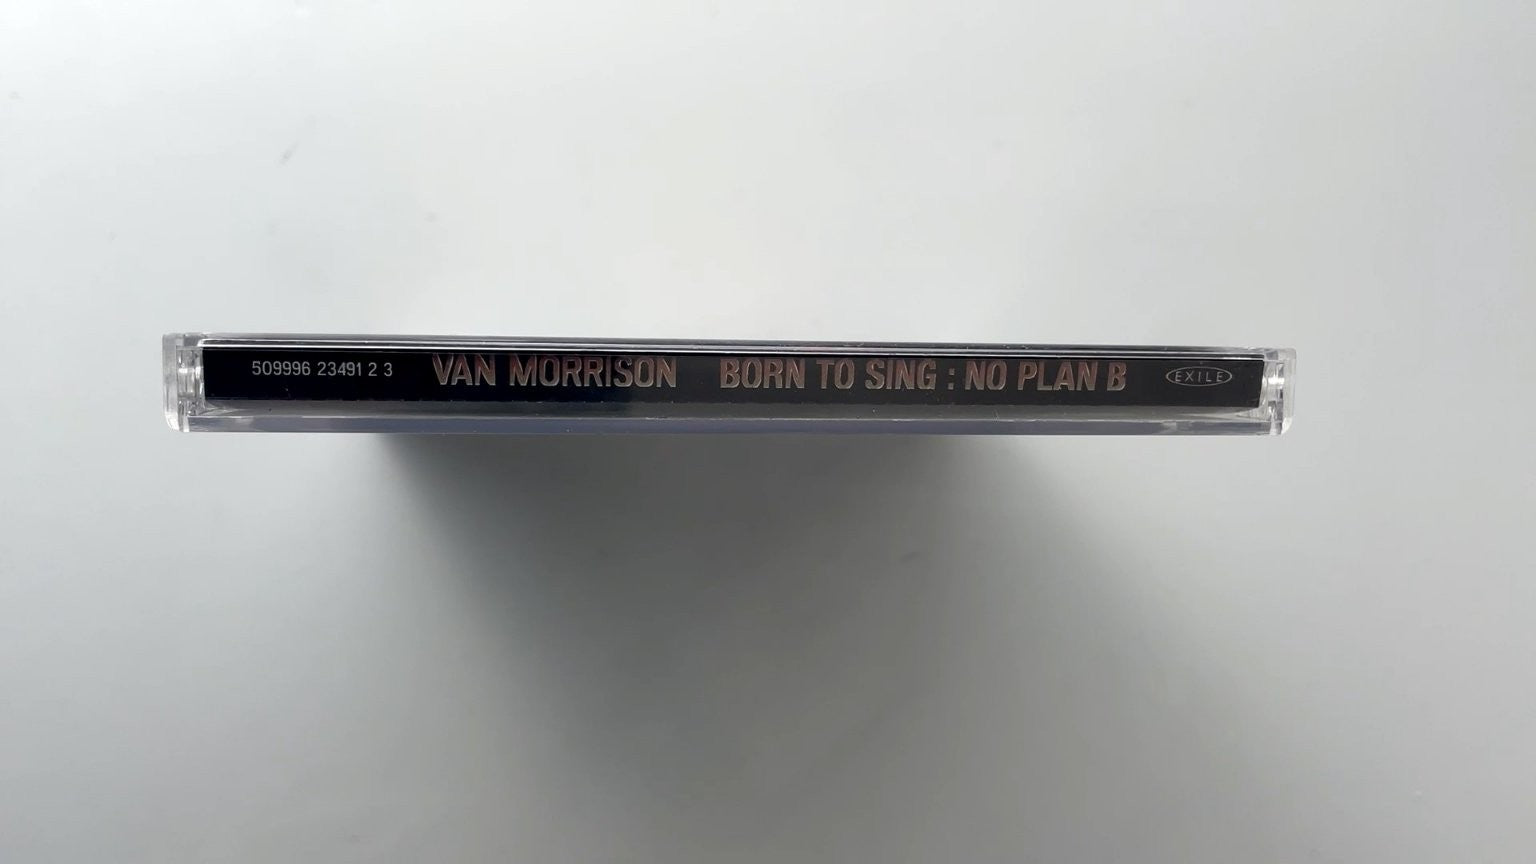 509996 23491 2 3 VAN MORRISON BORN TO SING : NO PLAN B EXILE